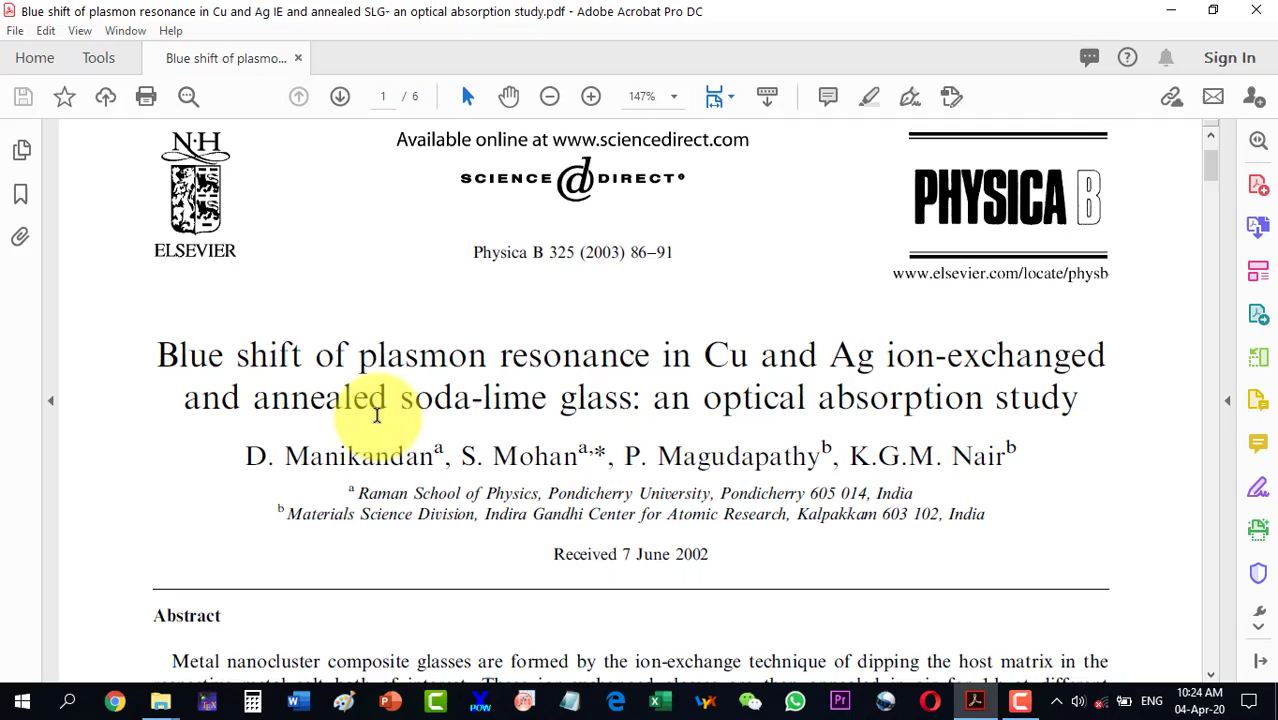 Blue shift of plasmon resonance in Cu and Ag IE and annealed SLG- an optical absorption study.pdf - Adobe Acrobat Pro DC
File Edit View Window Help
Home Tools Blue shift of plasmo... × Sign In
1 / 6 147%
N·H
ELSEVIER
Available online at www.sciencedirect.com
SCIENCE DIRECT®
Physica B 325 (2003) 86–91
PHYSICA B
www.elsevier.com/locate/physb
Blue shift of plasmon resonance in Cu and Ag ion-exchanged
and annealed soda-lime glass: an optical absorption study
D. Manikandanᵃ, S. Mohanᵃ,*, P. Magudapathyᵇ, K.G.M. Nairᵇ
ᵃ Raman School of Physics, Pondicherry University, Pondicherry 605 014, India
ᵇ Materials Science Division, Indira Gandhi Center for Atomic Research, Kalpakkam 603 102, India
Received 7 June 2002
Abstract
Metal nanocluster composite glasses are formed by the ion-exchange technique of dipping the host matrix in the
ENG 10:24 AM
04-Apr-20